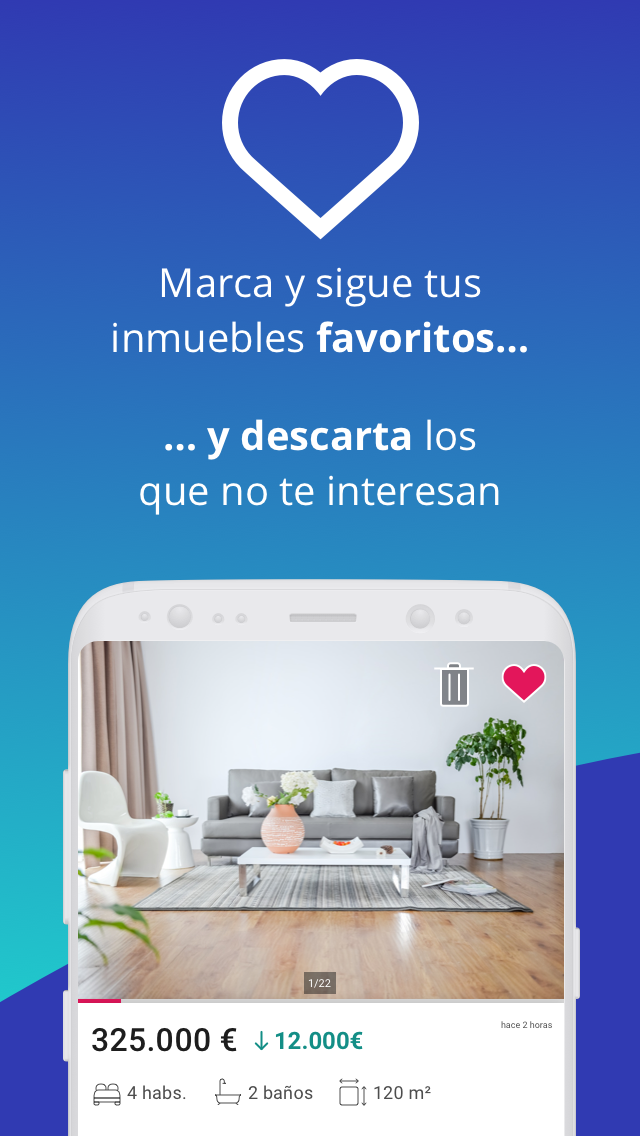 Marca y sigue tus
inmuebles favoritos...
... y descarta los
que no te interesan
1/22
hace 2 horas
325.000 € ↓12.000€
4 habs. 2 baños 120 m²